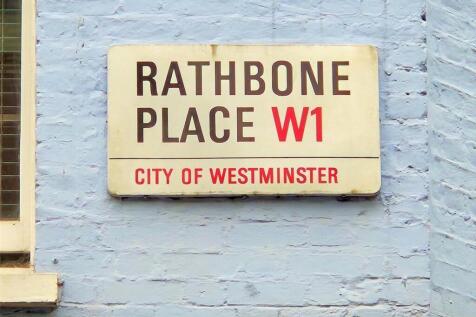 RATHBONE
PLACE W1
CITY OF WESTMINSTER